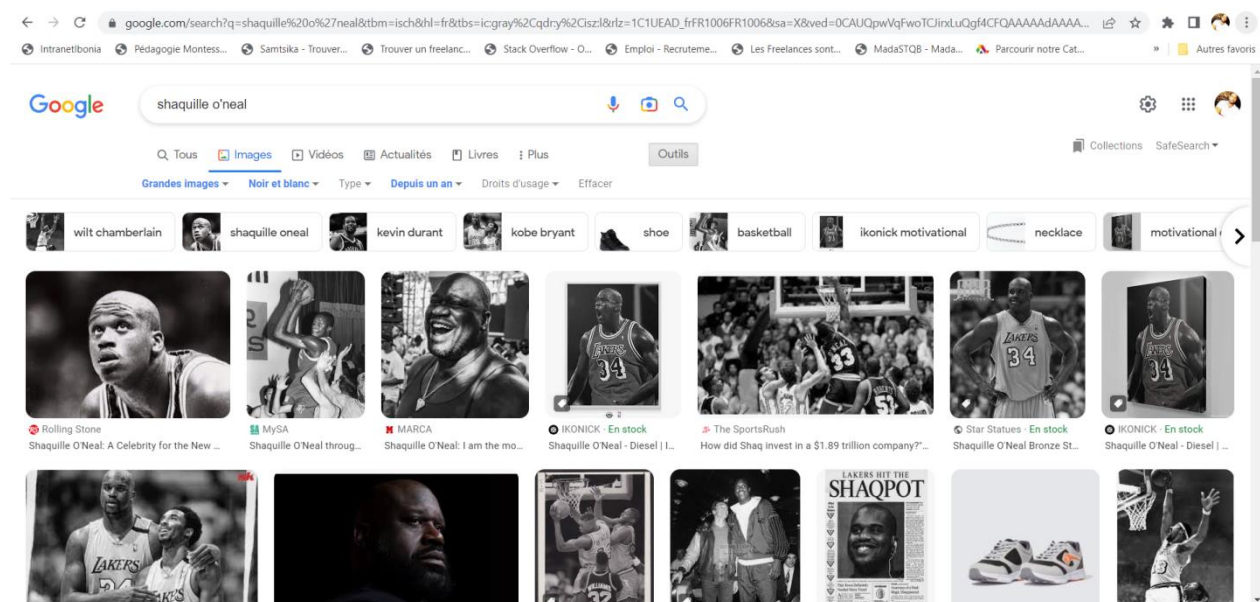 google.com/search?q=shaquille%20o%27neal&tbm=isch&hl=fr&tbs=ic:gray%2Cqdr:y%2Cisz:l&rlz=1C1UEAD_frFR1006FR1006&sa=X&ved=0CAUQpwVqFwoTCJirxLuQgf4CFQAAAAAdAAAA...
IntranetIbonia Pédagogie Montess... Samtsika - Trouver... Trouver un freelanc... Stack Overflow - O... Emploi - Recruteme... Les Freelances sont... MadaSTQB - Mada... Parcourir notre Cat... » Autres favoris
Google
shaquille o'neal
Tous Images Vidéos Actualités Livres Plus Outils
Collections SafeSearch
Grandes images Noir et blanc Type Depuis un an Droits d'usage Effacer
wilt chamberlain shaquille oneal kevin durant kobe bryant shoe basketball ikonick motivational necklace motivational
LAKERS 34
33
LAKERS 34
LAKERS 34
Rolling Stone MySA MARCA IKONICK · En stock The SportsRush Star Statues · En stock IKONICK · En stock
Shaquille O'Neal: A Celebrity for the New ... Shaquille O'Neal throug... Shaquille O'Neal: I am the mo... Shaquille O'Neal - Diesel | I... How did Shaq invest in a $1.89 trillion company?"... Shaquille O'Neal Bronze St... Shaquille O'Neal - Diesel | ...
LAKERS
LAKERS HIT THE
SHAQPOT
32